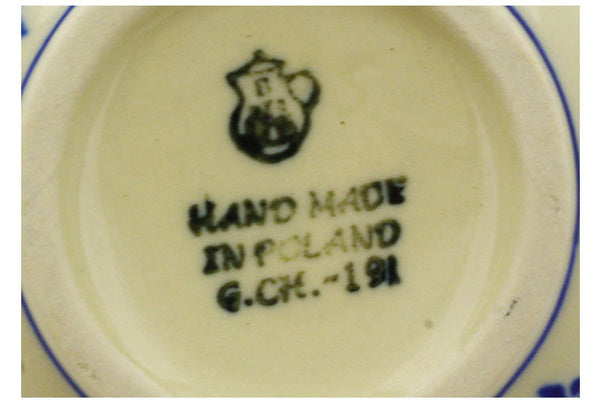 HAND MADE
IN POLAND
G.CH.-191